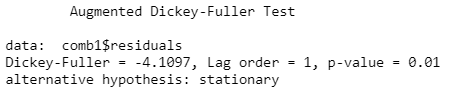 Augmented Dickey-Fuller Test
data:  comb1$residuals
Dickey-Fuller = -4.1097, Lag order = 1, p-value = 0.01
alternative hypothesis: stationary